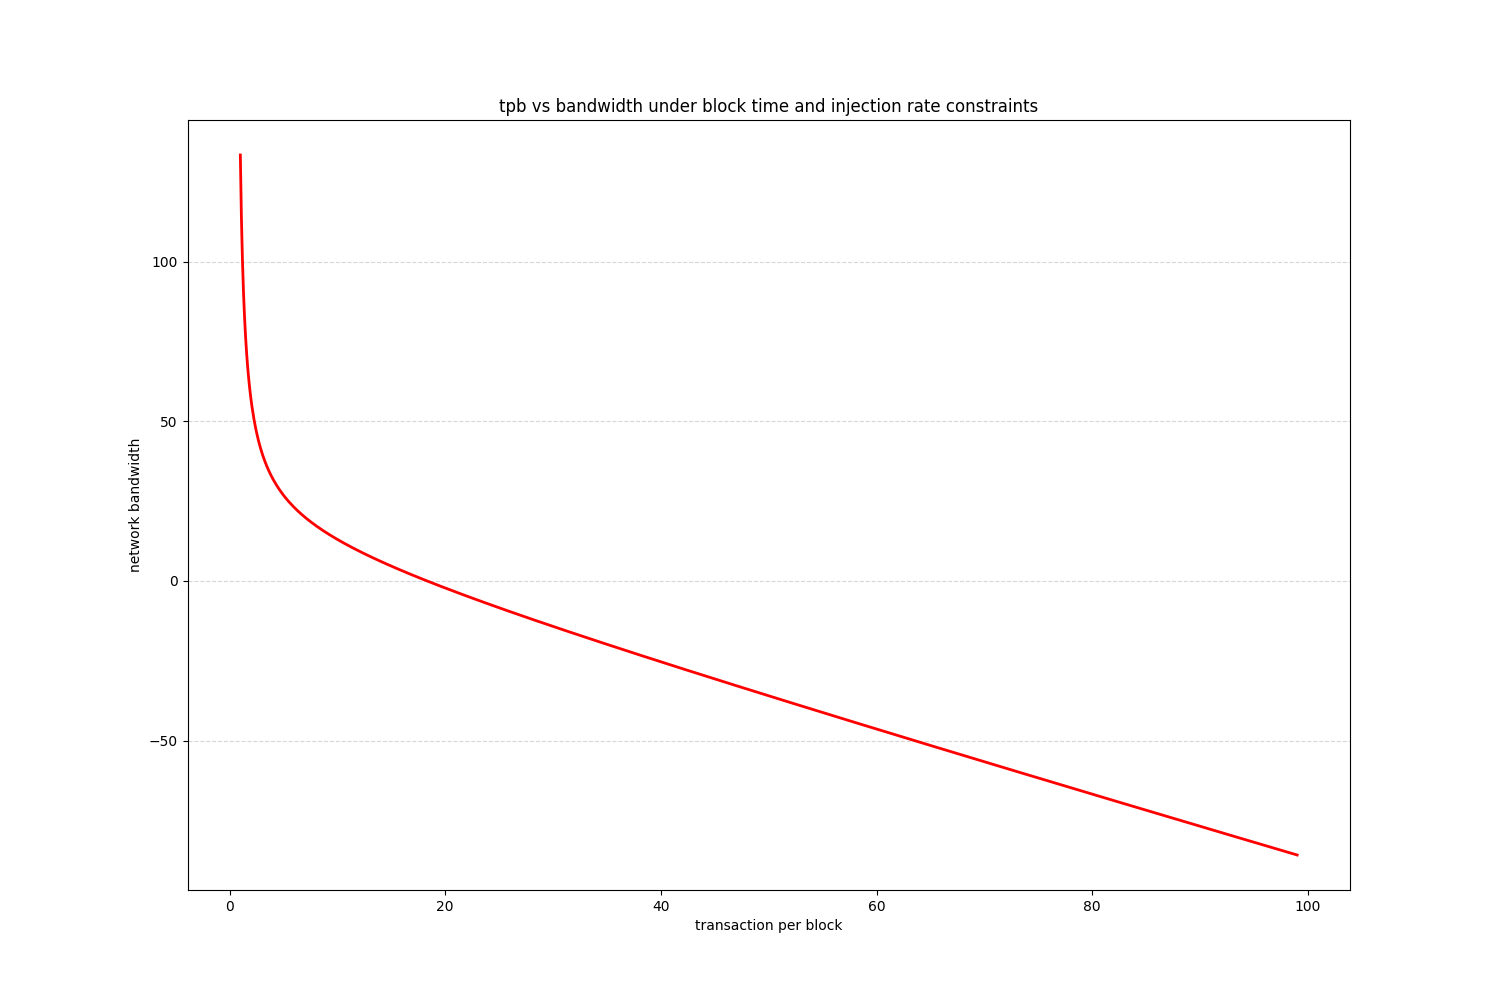 tpb vs bandwidth under block time and injection rate constraints
100
50
0
−50
network bandwidth
0 20 40 60 80 100
transaction per block